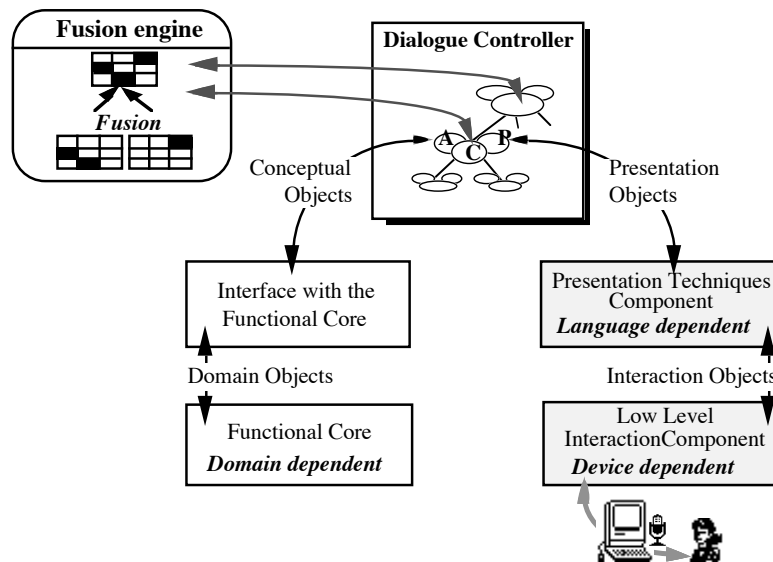 Fusion engine
Fusion
Dialogue Controller
A
P
C
Conceptual
Objects
Presentation
Objects
Interface with the
Functional Core
Presentation Techniques
Component
Language dependent
Domain Objects
Interaction Objects
Functional Core
Domain dependent
Low Level
InteractionComponent
Device dependent